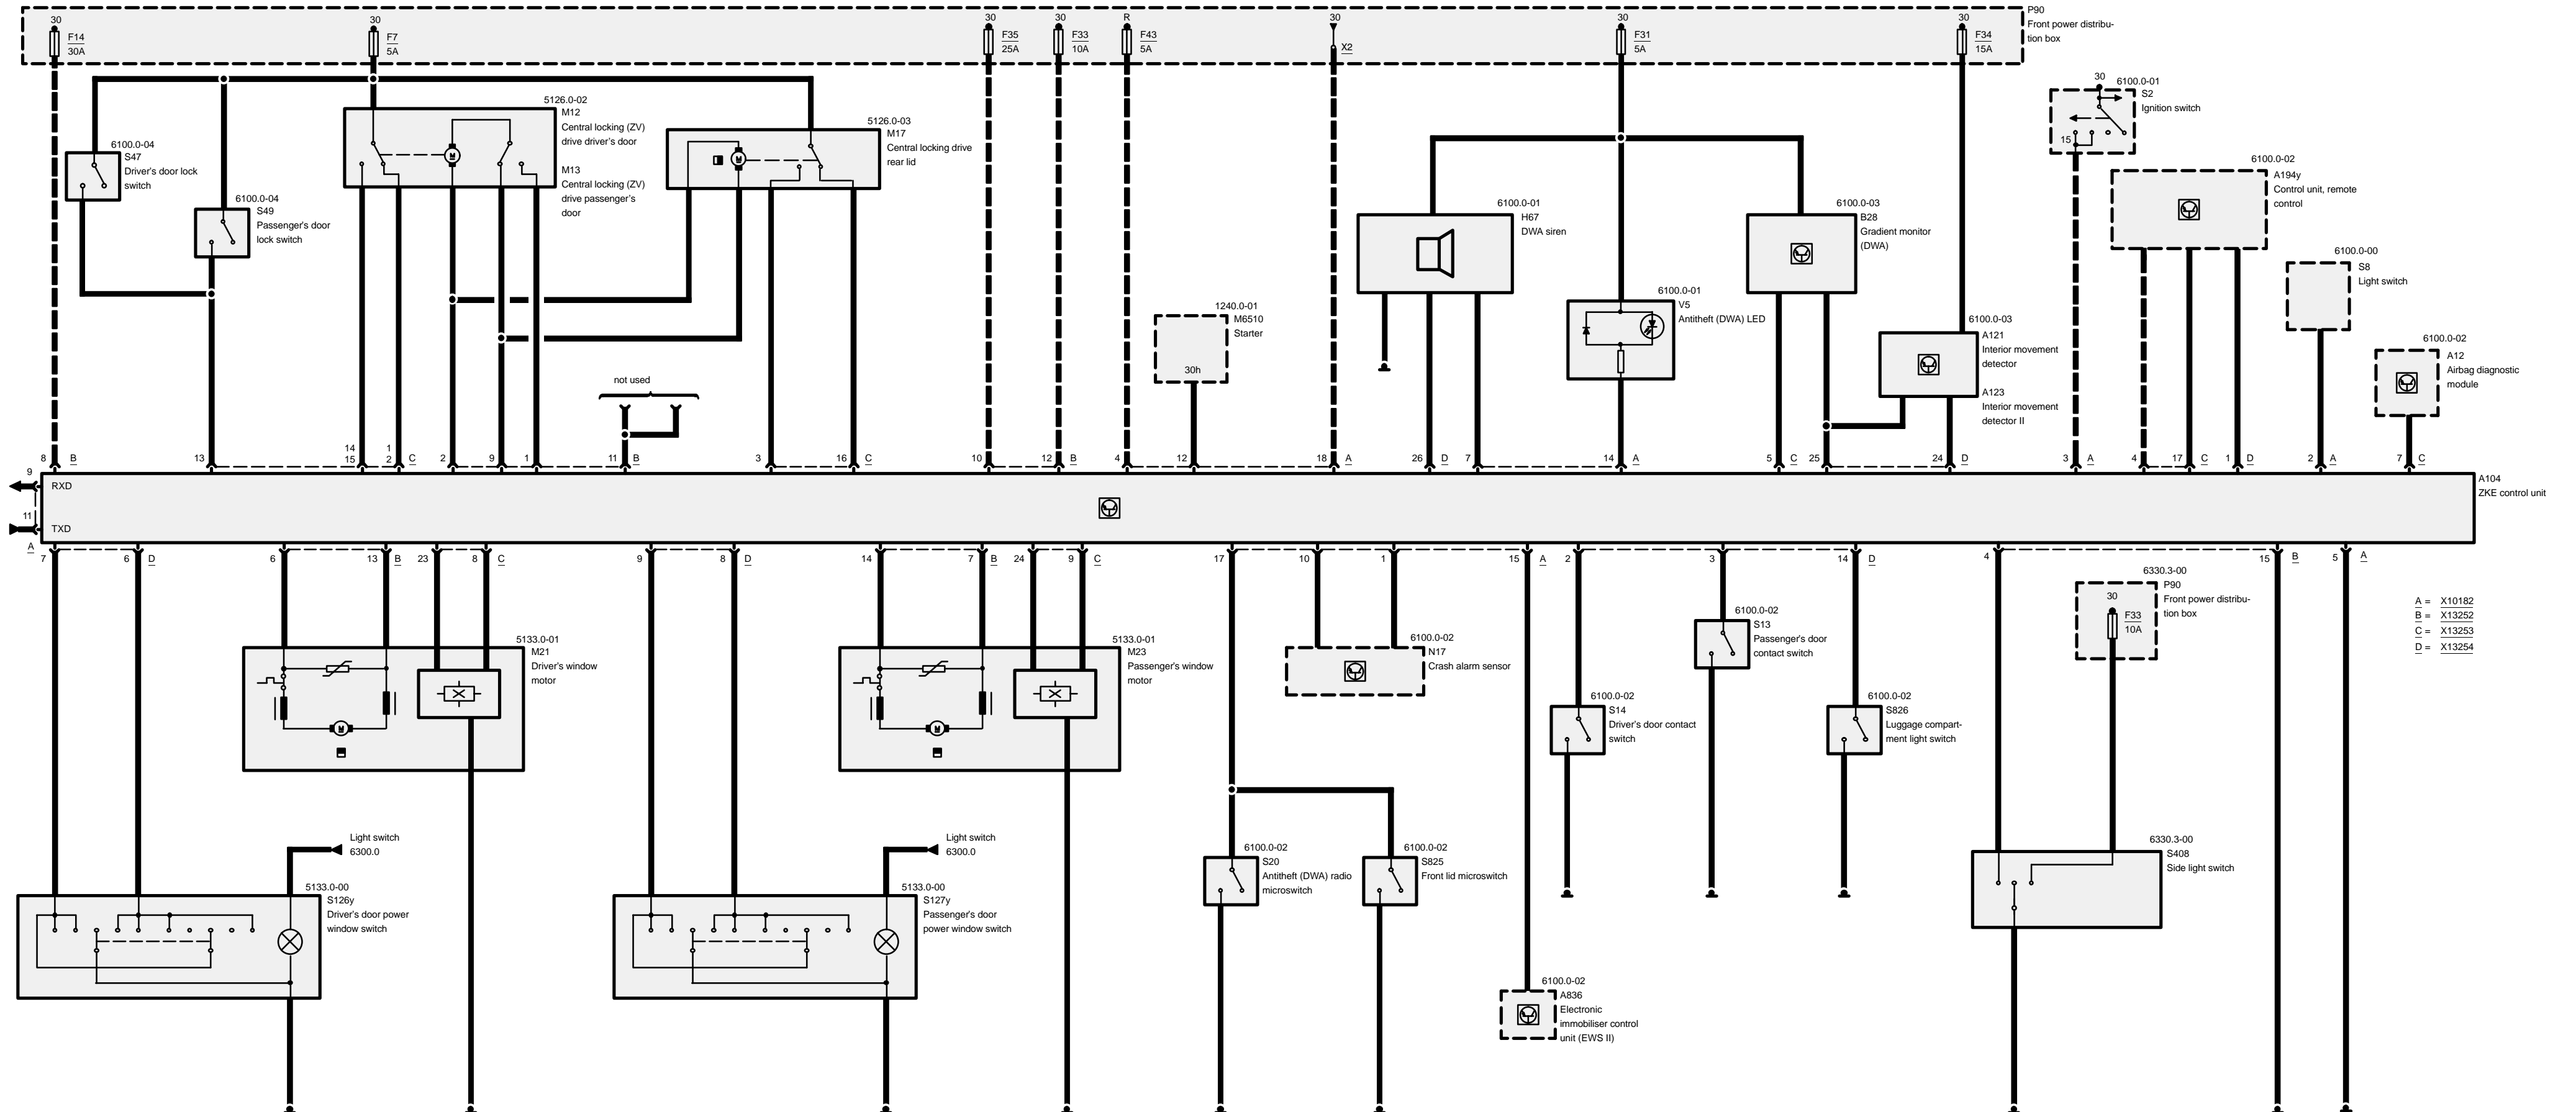 30
30
30
30
R
30
30
30
P90
Front power distribu-
tion box
F14
30A
F7
5A
F35
25A
F33
10A
F43
5A
X2
F31
5A
F34
15A
6100.0-04
S47
Driver's door lock
switch
6100.0-04
S49
Passenger's door
lock switch
5126.0-02
M12
Central locking (ZV)
drive driver's door
M13
Central locking (ZV)
drive passenger's
door
5126.0-03
M17
Central locking drive
rear lid
M
M
not used
1240.0-01
M6510
Starter
30h
6100.0-01
H67
DWA siren
6100.0-01
V5
Antitheft (DWA) LED
6100.0-03
B28
Gradient monitor
(DWA)
6100.0-03
A121
Interior movement
detector
A123
Interior movement
detector II
30
6100.0-01
S2
Ignition switch
15
6100.0-02
A194y
Control unit, remote
control
6100.0-00
S8
Light switch
6100.0-02
A12
Airbag diagnostic
module
8 B 13 14 15 1 2 C 2 9 1 11 B 3 16 C 10 12 B 4 12 18 A 26 D 7 14 A 5 C 25 24 D 3 A 4 17 C 1 D 2 A 7 C
9
RXD
11
TXD
A
A104
ZKE control unit
7 6 D 6 13 B 23 8 C 9 8 D 14 7 B 24 9 C 17 10 1 15 A 2 3 14 D 4 15 B 5 A
5133.0-01
M21
Driver's window
motor
M
5133.0-01
M23
Passenger's window
motor
M
6100.0-02
N17
Crash alarm sensor
6100.0-02
S14
Driver's door contact
switch
6100.0-02
S13
Passenger's door
contact switch
6100.0-02
S826
Luggage compart-
ment light switch
6330.3-00
P90
Front power distribu-
tion box
30
F33
10A
A = X10182
B = X13252
C = X13253
D = X13254
Light switch
6300.0
5133.0-00
S126y
Driver's door power
window switch
Light switch
6300.0
5133.0-00
S127y
Passenger's door
power window switch
6100.0-02
S20
Antitheft (DWA) radio
microswitch
6100.0-02
S825
Front lid microswitch
6100.0-02
A836
Electronic
immobiliser control
unit (EWS II)
6330.3-00
S408
Side light switch